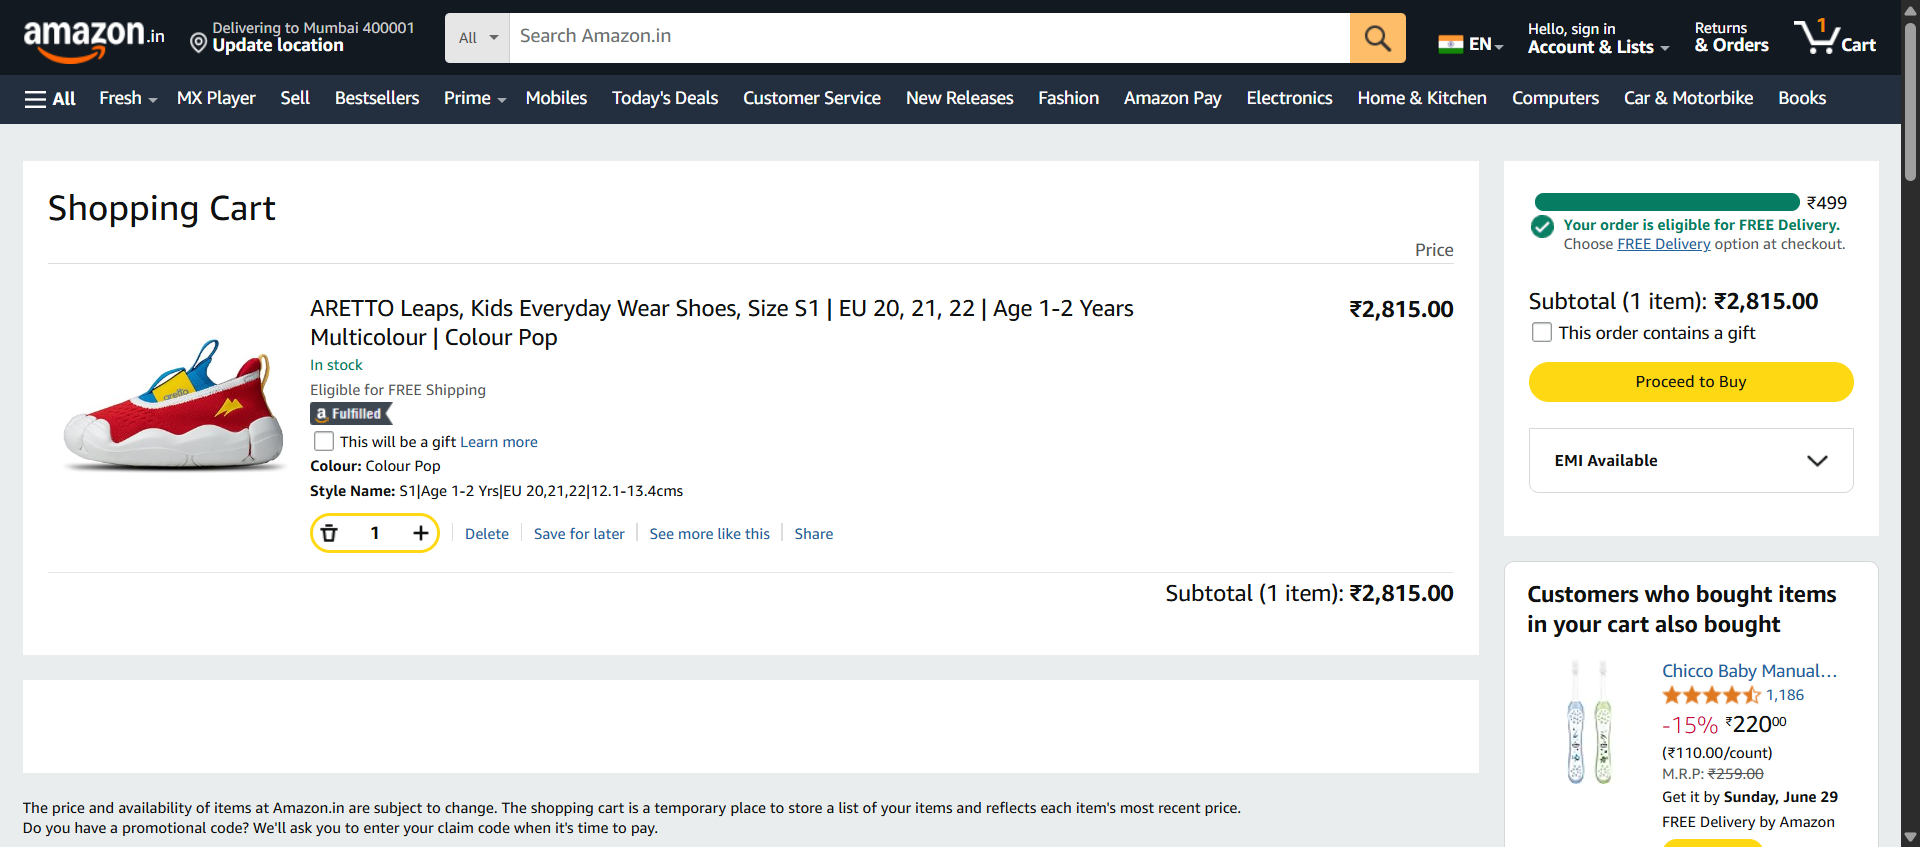 amazon.in
Delivering to Mumbai 400001
Update location
All
Search Amazon.in
EN
Hello, sign in
Account & Lists
Returns
& Orders
1
Cart
All
Fresh
MX Player
Sell
Bestsellers
Prime
Mobiles
Today's Deals
Customer Service
New Releases
Fashion
Amazon Pay
Electronics
Home & Kitchen
Computers
Car & Motorbike
Books
Shopping Cart
Price
ARETTO Leaps, Kids Everyday Wear Shoes, Size S1 | EU 20, 21, 22 | Age 1-2 Years
Multicolour | Colour Pop
₹2,815.00
In stock
Eligible for FREE Shipping
a Fulfilled
This will be a gift Learn more
Colour: Colour Pop
Style Name: S1|Age 1-2 Yrs|EU 20,21,22|12.1-13.4cms
aretto
1
Delete
Save for later
See more like this
Share
Subtotal (1 item): ₹2,815.00
The price and availability of items at Amazon.in are subject to change. The shopping cart is a temporary place to store a list of your items and reflects each item's most recent price.
Do you have a promotional code? We'll ask you to enter your claim code when it's time to pay.
₹499
Your order is eligible for FREE Delivery.
Choose FREE Delivery option at checkout.
Subtotal (1 item): ₹2,815.00
This order contains a gift
Proceed to Buy
EMI Available
Customers who bought items
in your cart also bought
Chicco Baby Manual…
1,186
-15% ₹22000
(₹110.00/count)
M.R.P: ₹259.00
Get it by Sunday, June 29
FREE Delivery by Amazon